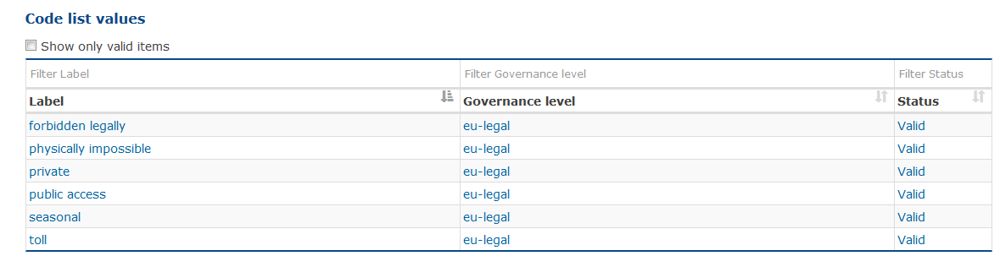 Code list values
Show only valid items
Filter Label Filter Governance level Filter Status
Label Governance level Status
forbidden legally eu-legal Valid
physically impossible eu-legal Valid
private eu-legal Valid
public access eu-legal Valid
seasonal eu-legal Valid
toll eu-legal Valid